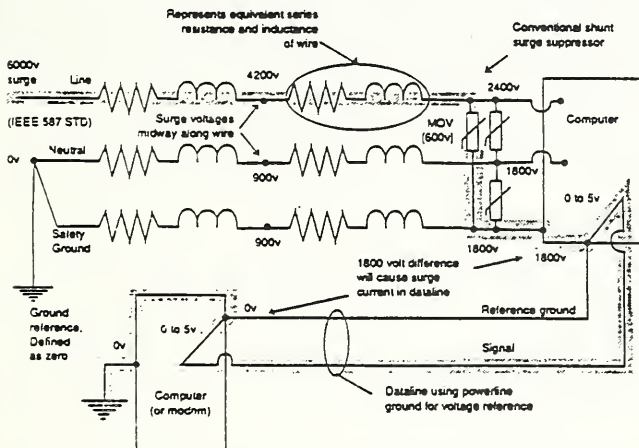 Represents equivalent series
resistance and inductance
of wire
Conventional shunt
surge suppressor
6000v
surge
Line
4200v
2400v
(IEEE 587 STD)
Surge voltages
midway along wire
MOV
[600v]
Computer
0v
Neutral
900v
1800v
0 to 5v
Safety
Ground
900v
1800v
1800v
1800 volt difference
will cause surge
current in dataline
Ground
reference.
Defined
as zero
0v
0 to 5v
0v
Reference ground
Signal
Computer
(or modem)
Dataline using powerline
ground for voltage reference